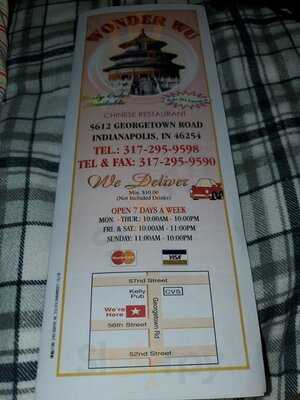 WONDER WU
CHINESE RESTAURANT
5612 GEORGETOWN ROAD
INDIANAPOLIS, IN 46254
TEL.: 317-295-9598
TEL & FAX: 317-295-9590
We Deliver
Min. $10.00
(Not Included Drinks)
OPEN 7 DAYS A WEEK
MON. - THUR: 10:00AM - 10:00PM
FRI. & SAT.: 10:00AM - 11:00PM
SUNDAY: 11:00AM - 10:00PM
MasterCard
VISA
57nd Street
Kelly
Pub
CVS
We're
Here
Georgetown Rd
56th Street
52nd Street